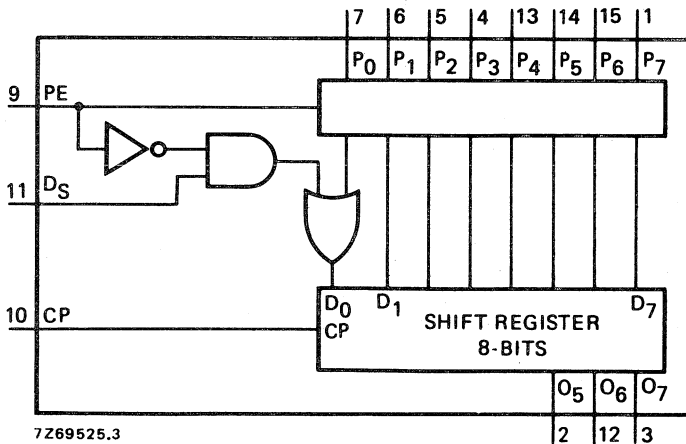 7 6 5 4 13 14 15 1
P0 P1 P2 P3 P4 P5 P6 P7
9 PE
11 DS
D0 D1 D7
10 CP
CP SHIFT REGISTER
8-BITS
O5 O6 O7
7Z69525.3 2 12 3